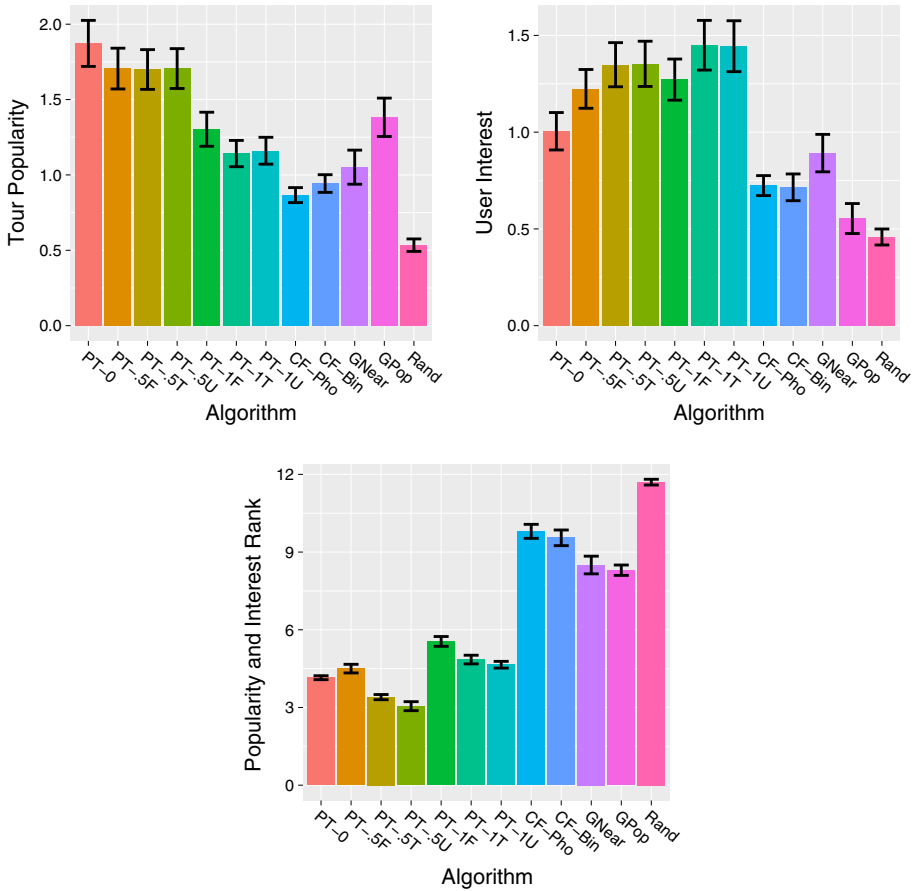 Tour Popularity
2.0
1.5
1.0
0.5
0.0
PT−0
PT−.5F
PT−.5T
PT−.5U
PT−1F
PT−1T
PT−1U
CF−Pho
CF−Bin
GNear
GPop
Rand
Algorithm
User Interest
1.5
1.0
0.5
0.0
PT−0
PT−.5F
PT−.5T
PT−.5U
PT−1F
PT−1T
PT−1U
CF−Pho
CF−Bin
GNear
GPop
Rand
Algorithm
Popularity and Interest Rank
12
9
6
3
0
PT−0
PT−.5F
PT−.5T
PT−.5U
PT−1F
PT−1T
PT−1U
CF−Pho
CF−Bin
GNear
GPop
Rand
Algorithm